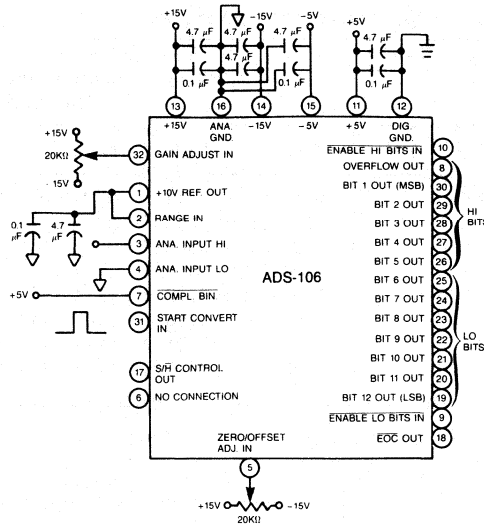 +15V
-15V
-5V
+5V
4.7 µF
4.7 µF
4.7 µF
4.7 µF
0.1 µF
0.1 µF
0.1 µF
13
16
14
15
11
12
+15V
ANA. GND.
-15V
-5V
+5V
DIG. GND.
+15V
20KΩ
-15V
32
GAIN ADJUST IN
1
+10V REF. OUT
2
RANGE IN
0.1 µF
4.7 µF
3
ANA. INPUT HI
4
ANA. INPUT LO
+5V
7
COMPL. BIN.
31
START CONVERT IN
17
S/H CONTROL OUT
6
NO CONNECTION
ADS-106
ENABLE HI BITS IN
10
OVERFLOW OUT
8
BIT 1 OUT (MSB)
30
BIT 2 OUT
29
BIT 3 OUT
28
BIT 4 OUT
27
BIT 5 OUT
26
HI BITS
BIT 6 OUT
25
BIT 7 OUT
24
BIT 8 OUT
23
BIT 9 OUT
22
BIT 10 OUT
21
BIT 11 OUT
20
BIT 12 OUT (LSB)
19
LO BITS
ENABLE LO BITS IN
9
EOC OUT
18
ZERO/OFFSET ADJ. IN
5
+15V
-15V
20KΩ